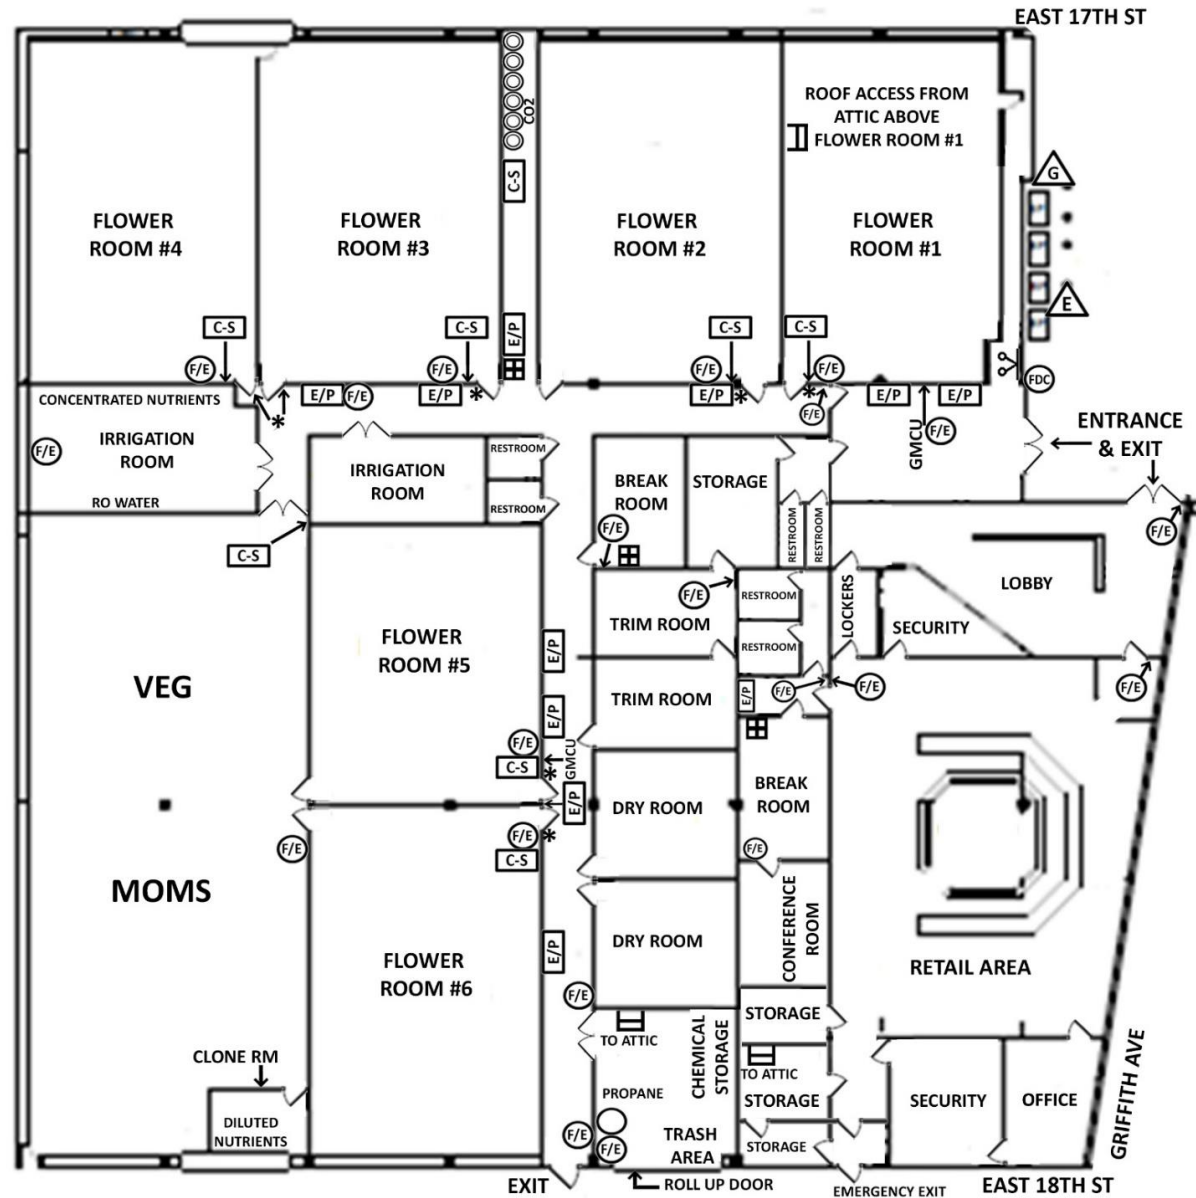 EAST 17TH ST
CO2
ROOF ACCESS FROM
ATTIC ABOVE
FLOWER ROOM #1
C-S
G
FLOWER
ROOM #4
FLOWER
ROOM #3
FLOWER
ROOM #2
FLOWER
ROOM #1
E
C-S
C-S
E/P
C-S
C-S
F/E
F/E
F/E
F/E
FDC
CONCENTRATED NUTRIENTS
*
E/P
F/E
E/P
*
E/P
*
*
F/E
E/P
E/P
GMCU
F/E
ENTRANCE
& EXIT
F/E
IRRIGATION
ROOM
RO WATER
IRRIGATION
ROOM
RESTROOM
RESTROOM
BREAK
ROOM
STORAGE
RESTROOM
RESTROOM
F/E
F/E
C-S
LOBBY
F/E
RESTROOM
LOCKERS
TRIM ROOM
SECURITY
FLOWER
ROOM #5
E/P
RESTROOM
VEG
TRIM ROOM
E/P
F/E
F/E
F/E
E/P
F/E
C-S
*
GMCU
BREAK
ROOM
E/P
DRY ROOM
F/E
F/E
*
C-S
F/E
MOMS
CONFERENCE
ROOM
DRY ROOM
E/P
FLOWER
ROOM #6
RETAIL AREA
F/E
STORAGE
TO ATTIC
CHEMICAL
STORAGE
CLONE RM
TO ATTIC
STORAGE
PROPANE
SECURITY
OFFICE
GRIFFITH AVE
DILUTED
NUTRIENTS
F/E
F/E
TRASH
AREA
STORAGE
EXIT
ROLL UP DOOR
EMERGENCY EXIT
EAST 18TH ST